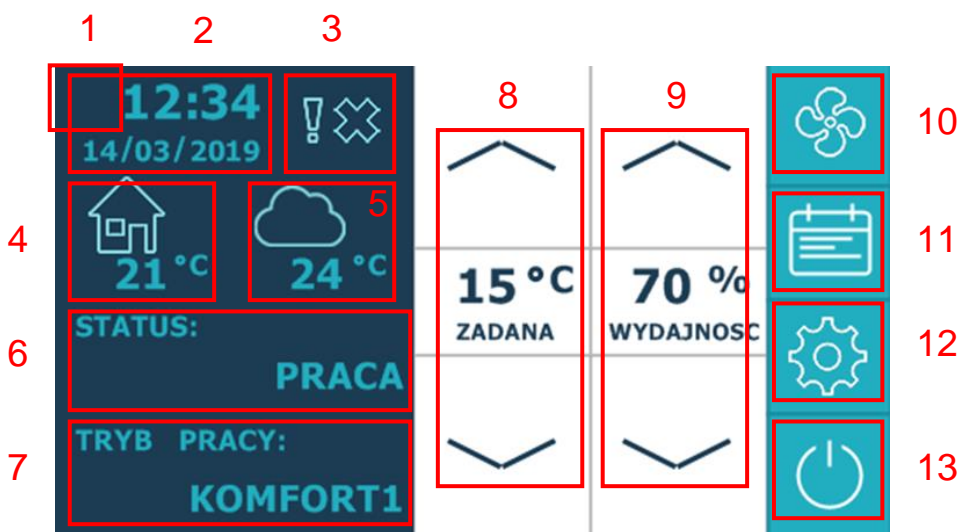 1 2 3
12:34
14/03/2019
8 9
10
4 5
21 °C 24 °C
11
15 °C 70 %
ZADANA WYDAJNOSC
6 STATUS:
PRACA
12
7 TRYB PRACY:
KOMFORT1
13